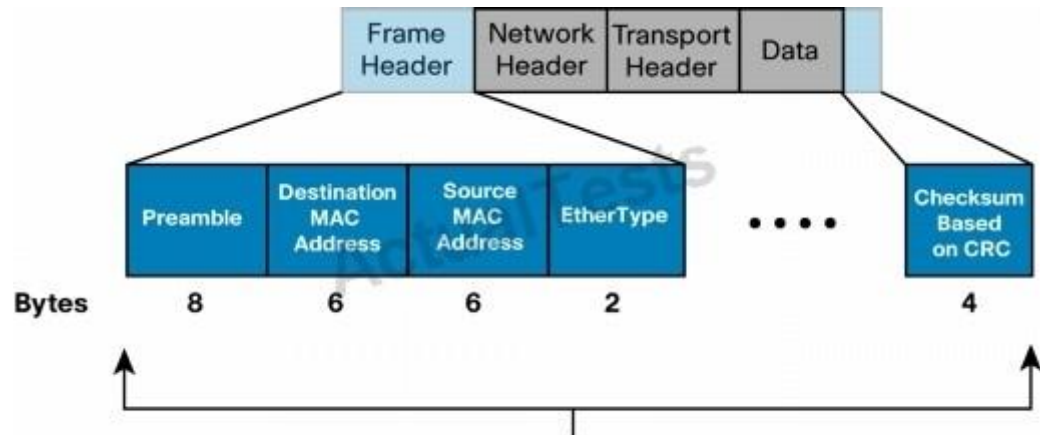 Frame
Header
Network
Header
Transport
Header
Data
Preamble
Destination
MAC
Address
Source
MAC
Address
EtherType
Checksum
Based
on CRC
ActualTests
Bytes 8 6 6 2 4